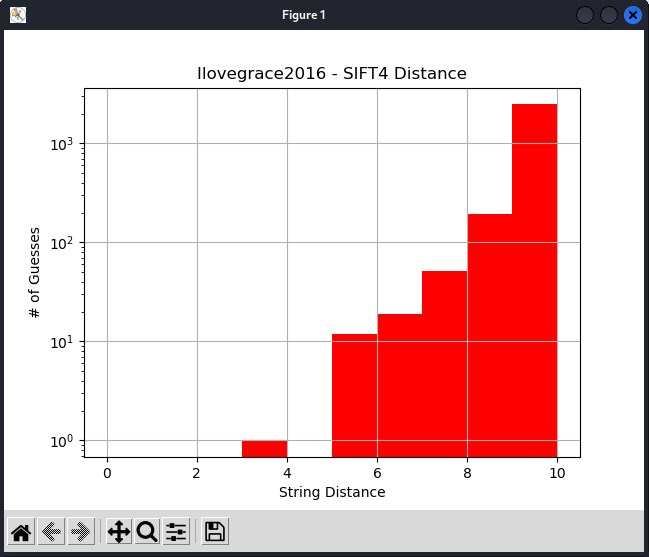 Figure 1
Ilovegrace2016 - SIFT4 Distance
# of Guesses
10³
10²
10¹
10⁰
0 2 4 6 8 10
String Distance